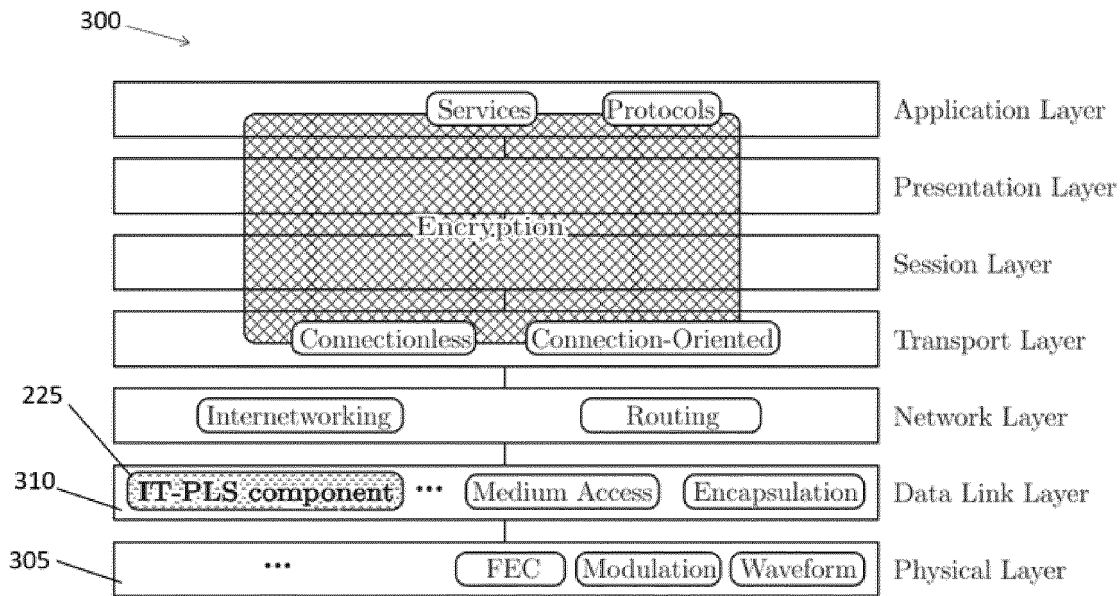 300
Services Protocols Application Layer
Presentation Layer
Encryption
Session Layer
Connectionless Connection-Oriented Transport Layer
225
Internetworking Routing Network Layer
310
IT-PLS component ... Medium Access Encapsulation Data Link Layer
305
... FEC Modulation Waveform Physical Layer